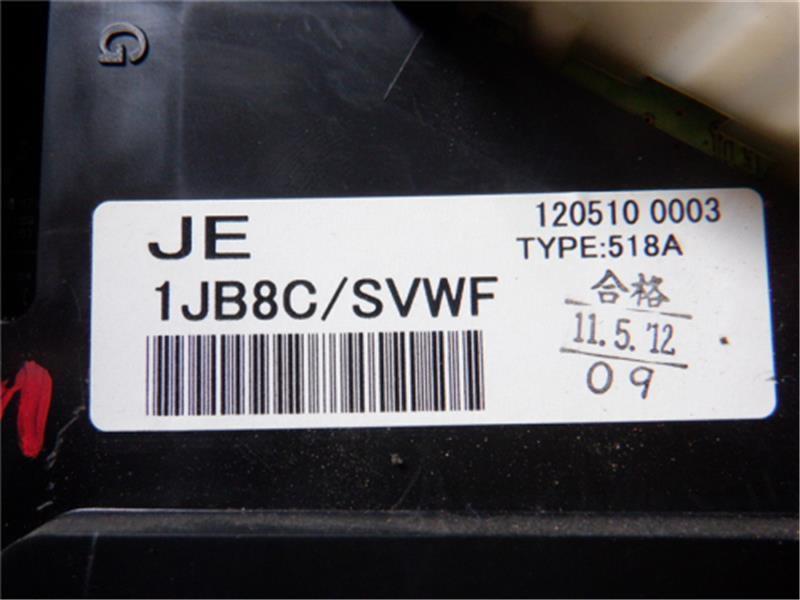 G
JE
120510 0003
TYPE:518A
1JB8C/SVWF
合格
11.5.12
09